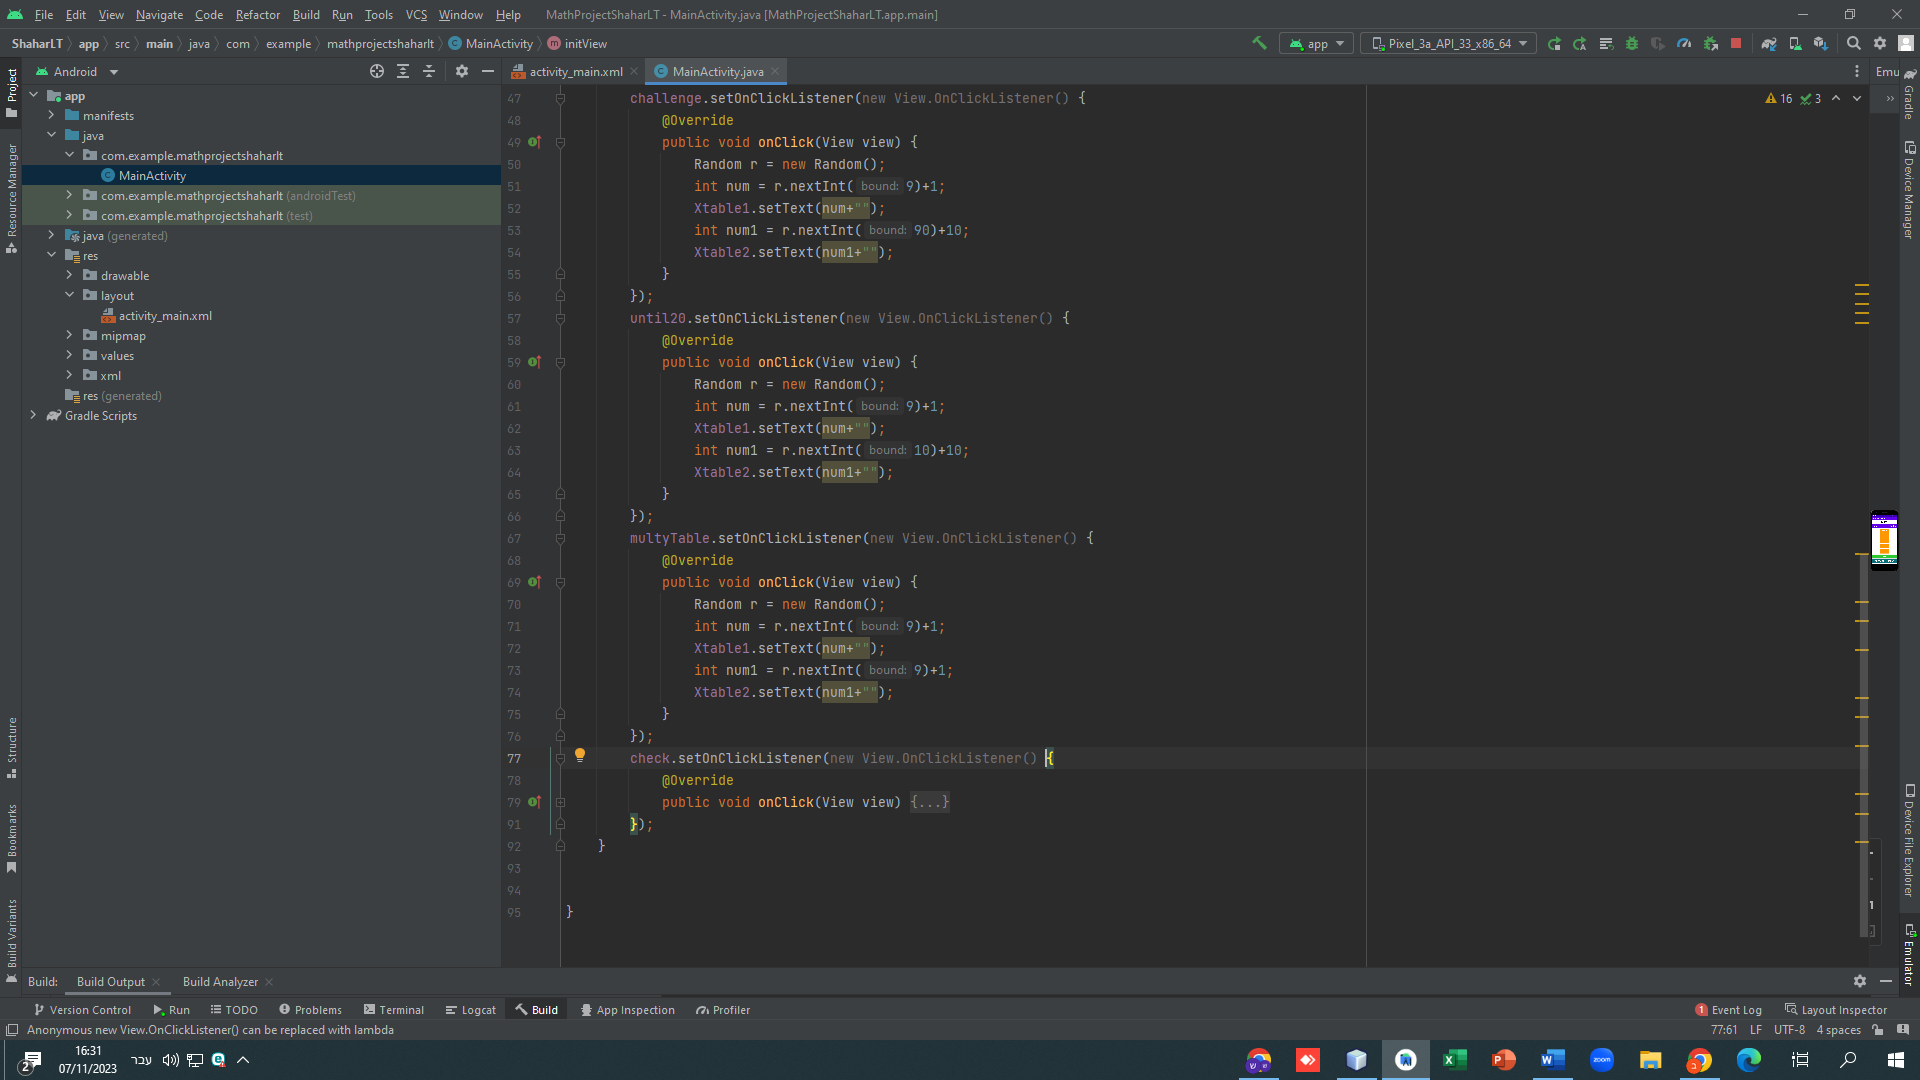 File Edit View Navigate Code Refactor Build Run Tools VCS Window Help MathProjectShaharLT - MainActivity.java [MathProjectShaharLT.app.main]
ShaharLT app src main java com example mathprojectshaharlt MainActivity initView app Pixel_3a_API_33_x86_64
Android activity_main.xml MainActivity.java Emu
app
manifests
java
com.example.mathprojectshaharlt
MainActivity
com.example.mathprojectshaharlt (androidTest)
com.example.mathprojectshaharlt (test)
java (generated)
res
drawable
layout
activity_main.xml
mipmap
values
xml
res (generated)
Gradle Scripts
Project
Resource Manager
Structure
Bookmarks
Build Variants
16 3
47 challenge.setOnClickListener(new View.OnClickListener() {
48 @Override
49 public void onClick(View view) {
50 Random r = new Random();
51 int num = r.nextInt( bound: 9)+1;
52 Xtable1.setText(num+"");
53 int num1 = r.nextInt( bound: 90)+10;
54 Xtable2.setText(num1+"");
55 }
56 });
57 until20.setOnClickListener(new View.OnClickListener() {
58 @Override
59 public void onClick(View view) {
60 Random r = new Random();
61 int num = r.nextInt( bound: 9)+1;
62 Xtable1.setText(num+"");
63 int num1 = r.nextInt( bound: 10)+10;
64 Xtable2.setText(num1+"");
65 }
66 });
67 multyTable.setOnClickListener(new View.OnClickListener() {
68 @Override
69 public void onClick(View view) {
70 Random r = new Random();
71 int num = r.nextInt( bound: 9)+1;
72 Xtable1.setText(num+"");
73 int num1 = r.nextInt( bound: 9)+1;
74 Xtable2.setText(num1+"");
75 }
76 });
77 check.setOnClickListener(new View.OnClickListener() {
78 @Override
79 public void onClick(View view) {...}
91 });
92 }
93
94
95 }
Gradle
Device Manager
Device File Explorer
Emulator
Build: Build Output Build Analyzer
Version Control Run TODO Problems Terminal Logcat Build App Inspection Profiler 1 Event Log Layout Inspector
Anonymous new View.OnClickListener() can be replaced with lambda 77:61 LF UTF-8 4 spaces
2 16:31 עבר
07/11/2023
zoom